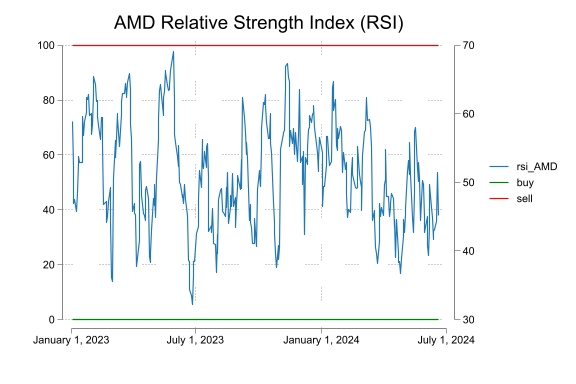 AMD Relative Strength Index (RSI)
100
80
60
40
20
0
70
60
50
40
30
rsi_AMD
buy
sell
January 1, 2023
July 1, 2023
January 1, 2024
July 1, 2024